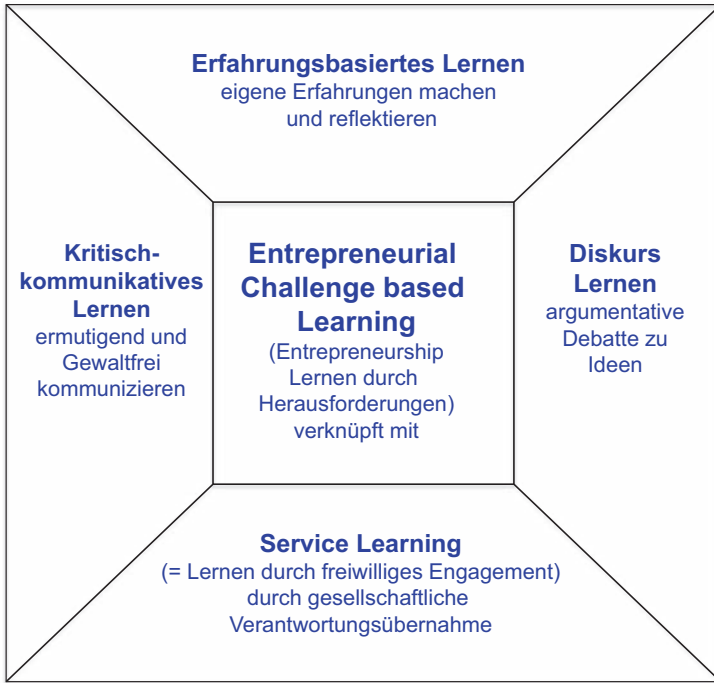 Erfahrungsbasiertes Lernen
eigene Erfahrungen machen
und reflektieren
Kritisch-
kommunikatives
Lernen
ermutigend und
Gewaltfrei
kommunizieren
Entrepreneurial
Challenge based
Learning
(Entrepreneurship
Lernen durch
Herausforderungen)
verknüpft mit
Diskurs
Lernen
argumentative
Debatte zu
Ideen
Service Learning
(= Lernen durch freiwilliges Engagement)
durch gesellschaftliche
Verantwortungsübernahme